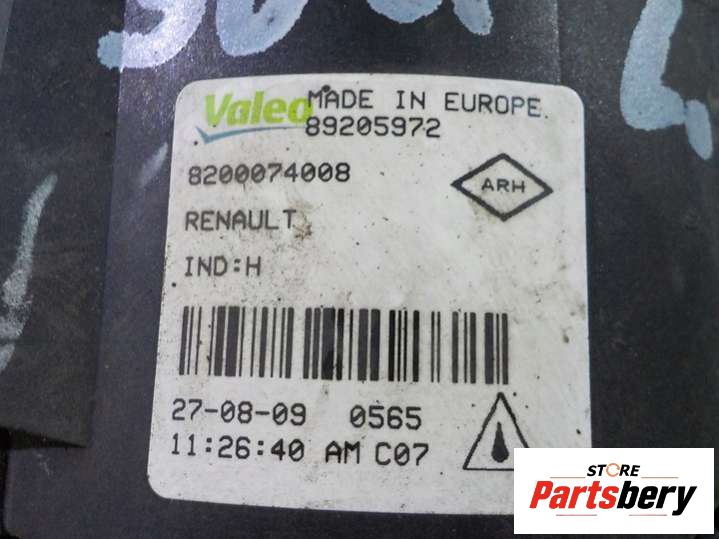 Valeo MADE IN EUROPE.
89205972
8200074008
ARH
RENAULT
IND:H
27-08-09 0565
11:26:40 AM C07
STORE
Partsbery